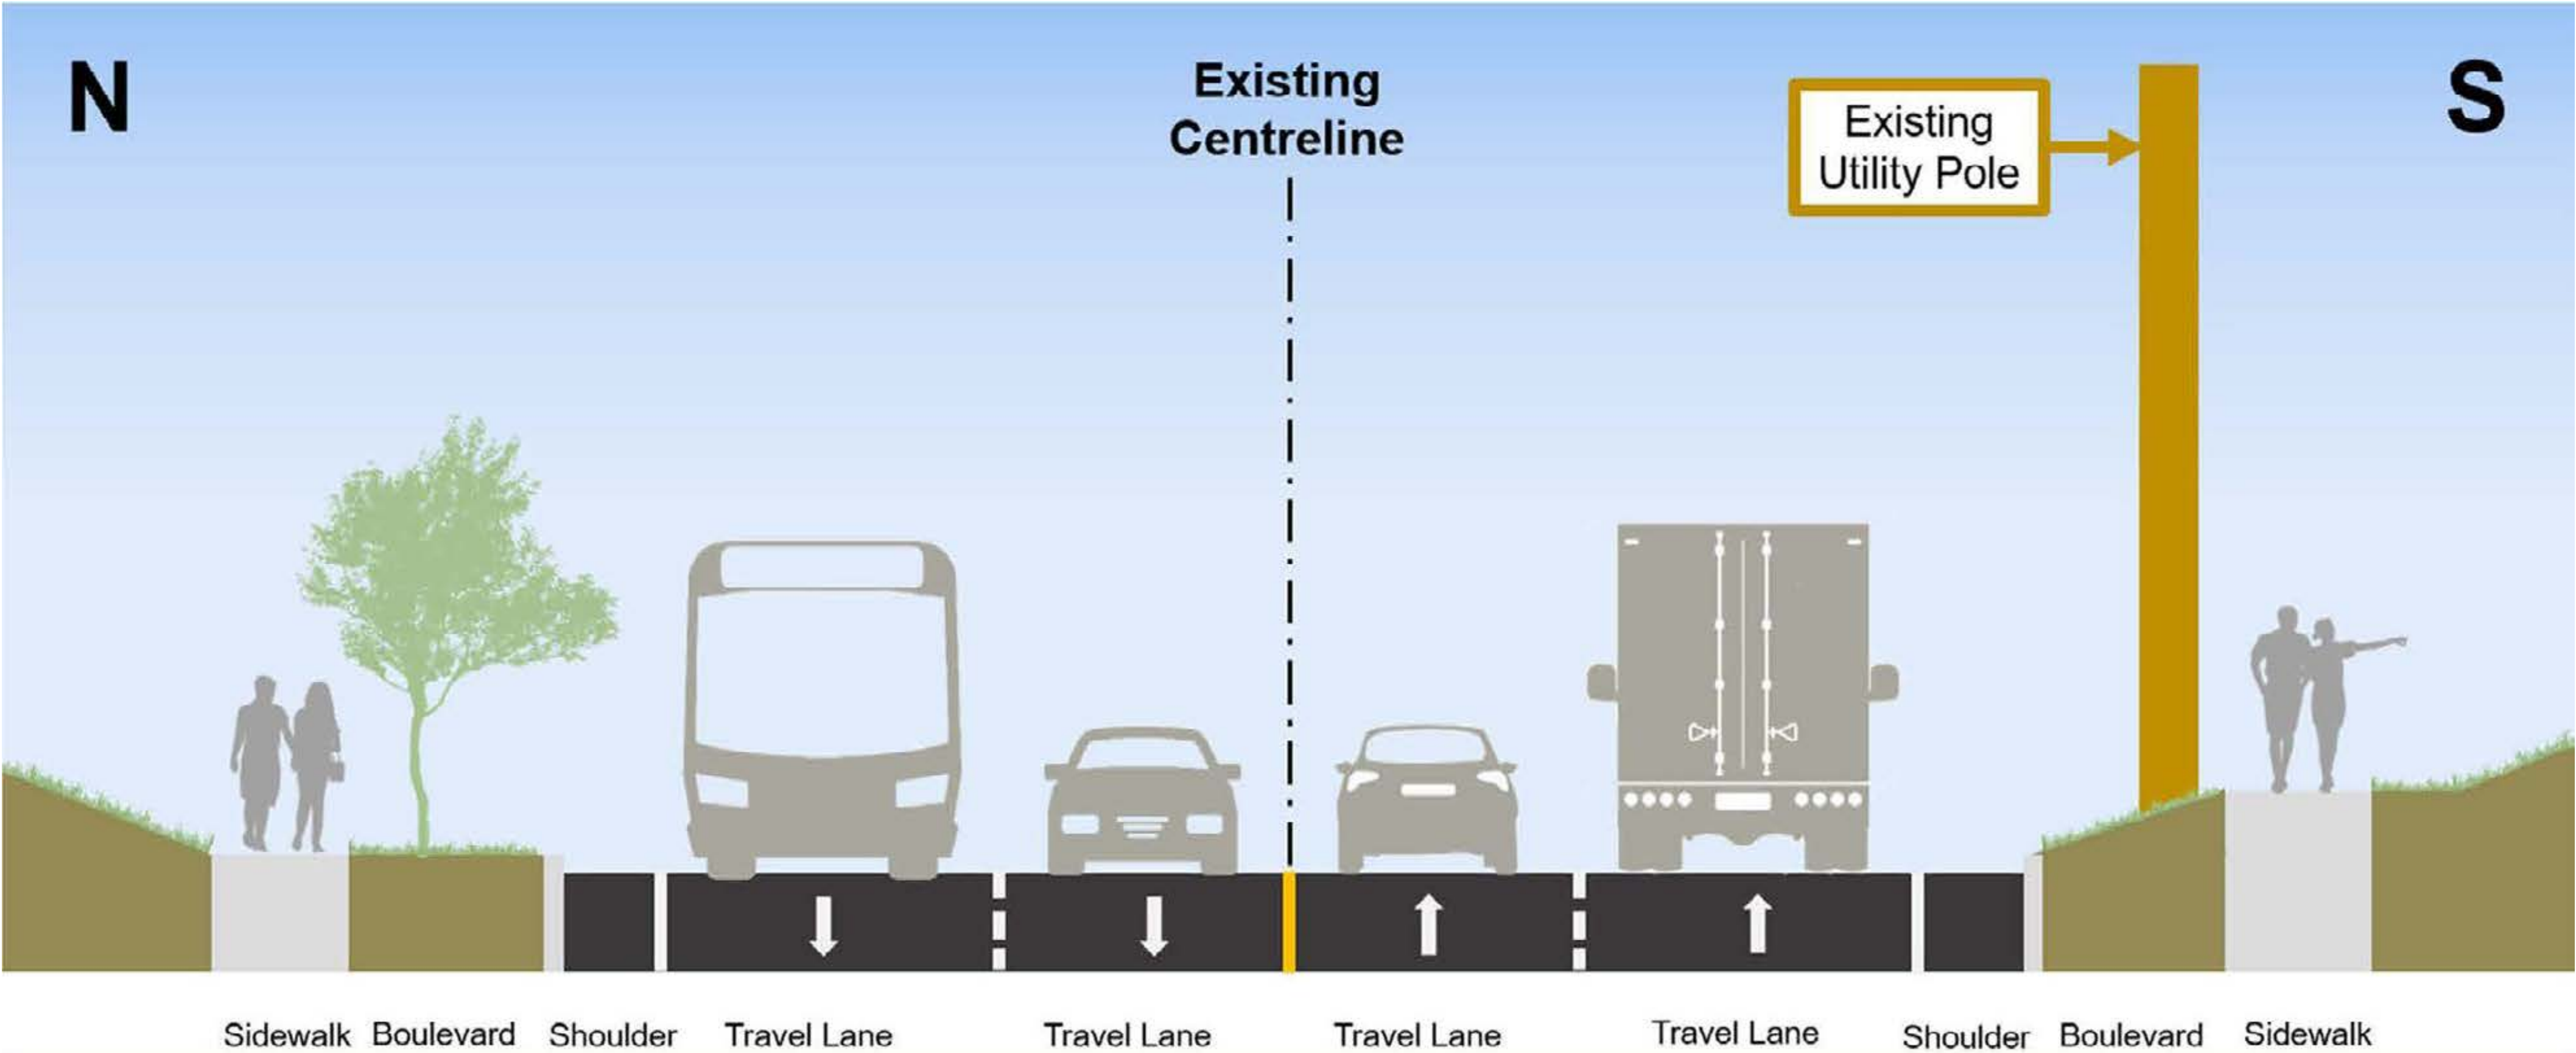 N
Existing
Centreline
Existing
Utility Pole
S
Sidewalk Boulevard Shoulder Travel Lane Travel Lane Travel Lane Travel Lane Shoulder Boulevard Sidewalk